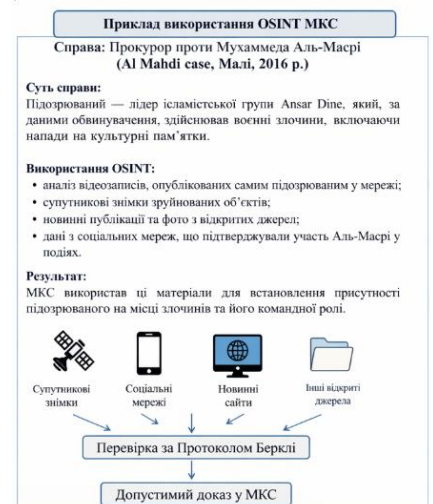 Приклад використання OSINT МКС
Справа: Прокурор проти Мухаммеда Аль-Масрі
(Al Mahdi case, Малі, 2016 р.)
Суть справи:
Підозрюваний — лідер ісламістської групи Ansar Dine, який, за
даними обвинувачення, здійснював воєнні злочини, включаючи
напади на культурні пам'ятки.
Використання OSINT:
• аналіз відеозаписів, опублікованих самим підозрюваним у мережі;
• супутникові знімки зруйнованих об'єктів;
• новинні публікації та фото з відкритих джерел;
• дані з соціальних мереж, що підтверджували участь Аль-Масрі у
подіях.
Результат:
МКС використав ці матеріали для встановлення присутності
підозрюваного на місці злочинів та його командної ролі.
Супутникові
знімки
Соціальні
мережі
Новинні
сайти
Інші відкриті
джерела
Перевірка за Протоколом Берклі
Допустимий доказ у МКС